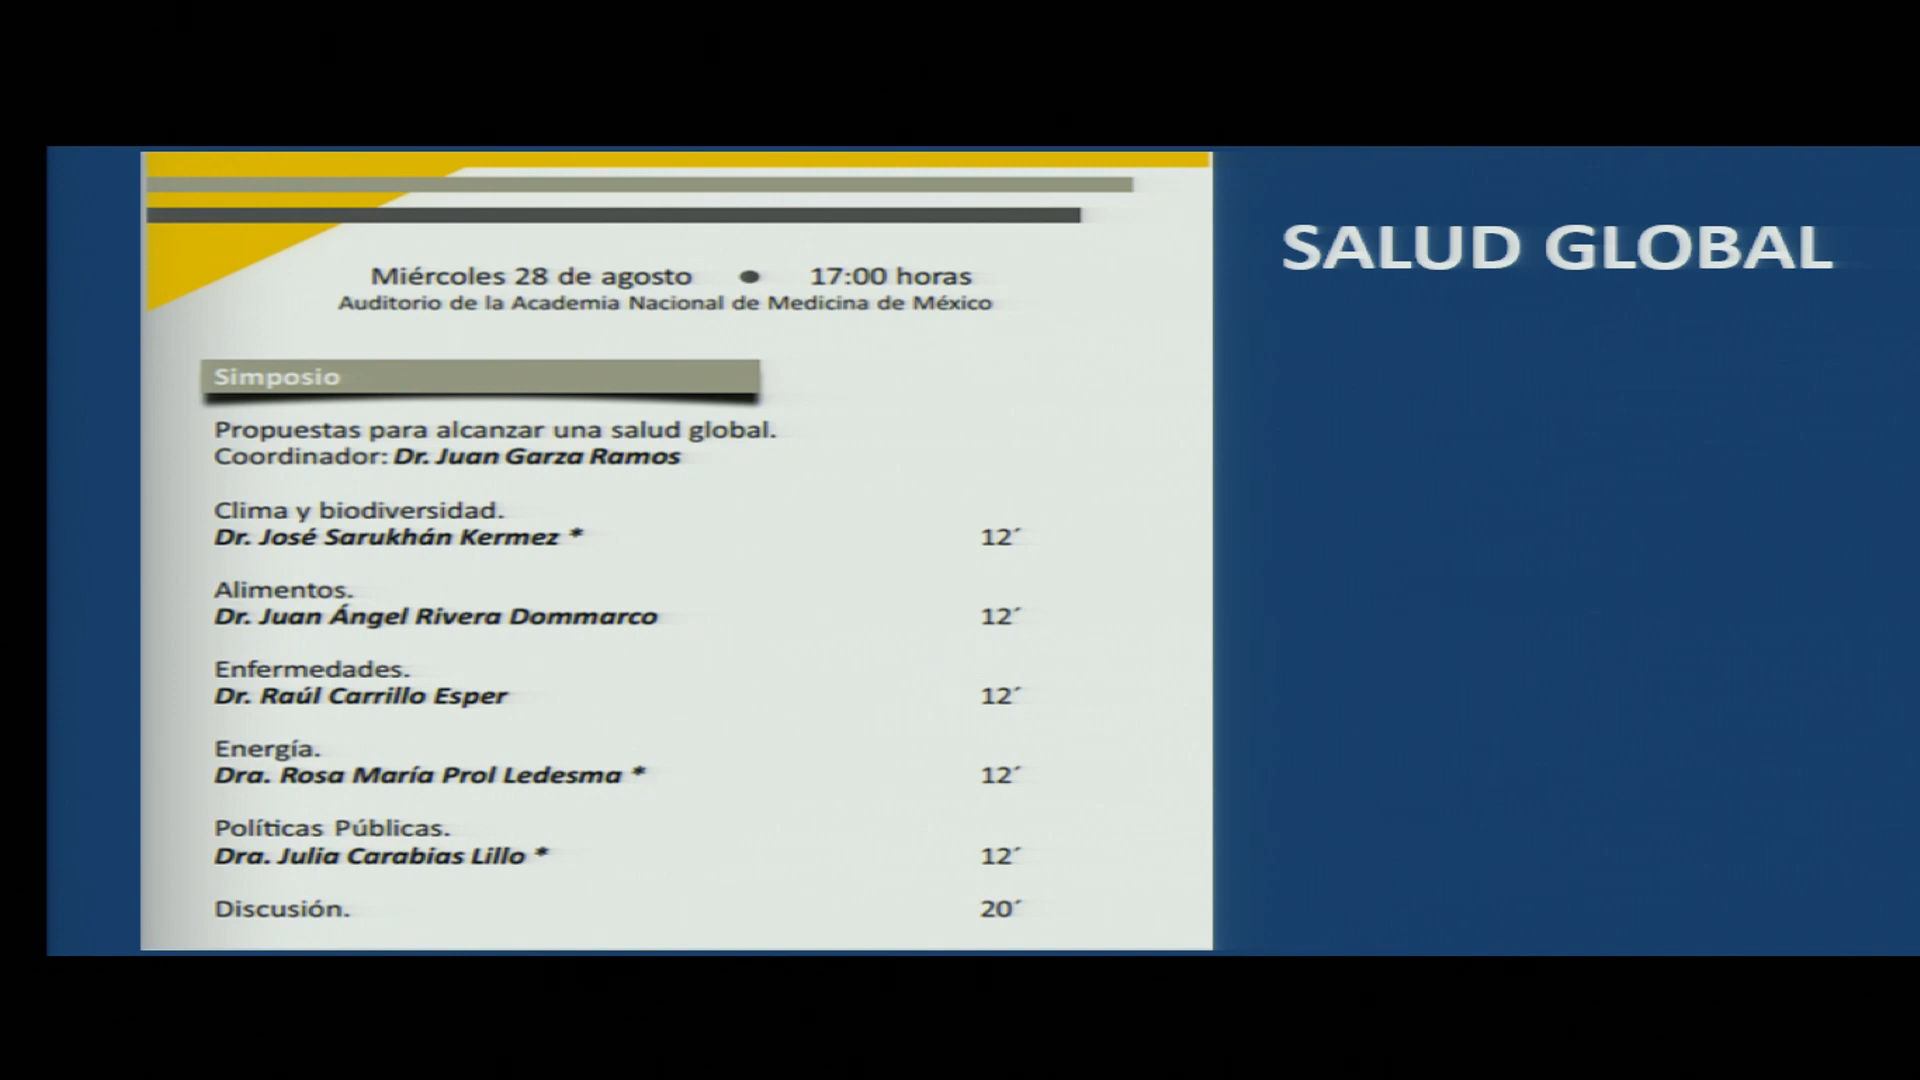 Miércoles 28 de agosto ● 17:00 horas
Auditorio de la Academia Nacional de Medicina de México
Simposio
Propuestas para alcanzar una salud global.
Coordinador: Dr. Juan Garza Ramos
Clima y biodiversidad.
Dr. José Sarukhán Kermez * 12´
Alimentos.
Dr. Juan Ángel Rivera Dommarco 12´
Enfermedades.
Dr. Raúl Carrillo Esper 12´
Energía.
Dra. Rosa María Prol Ledesma * 12´
Políticas Públicas.
Dra. Julia Carabias Lillo * 12´
Discusión. 20´
SALUD GLOBAL